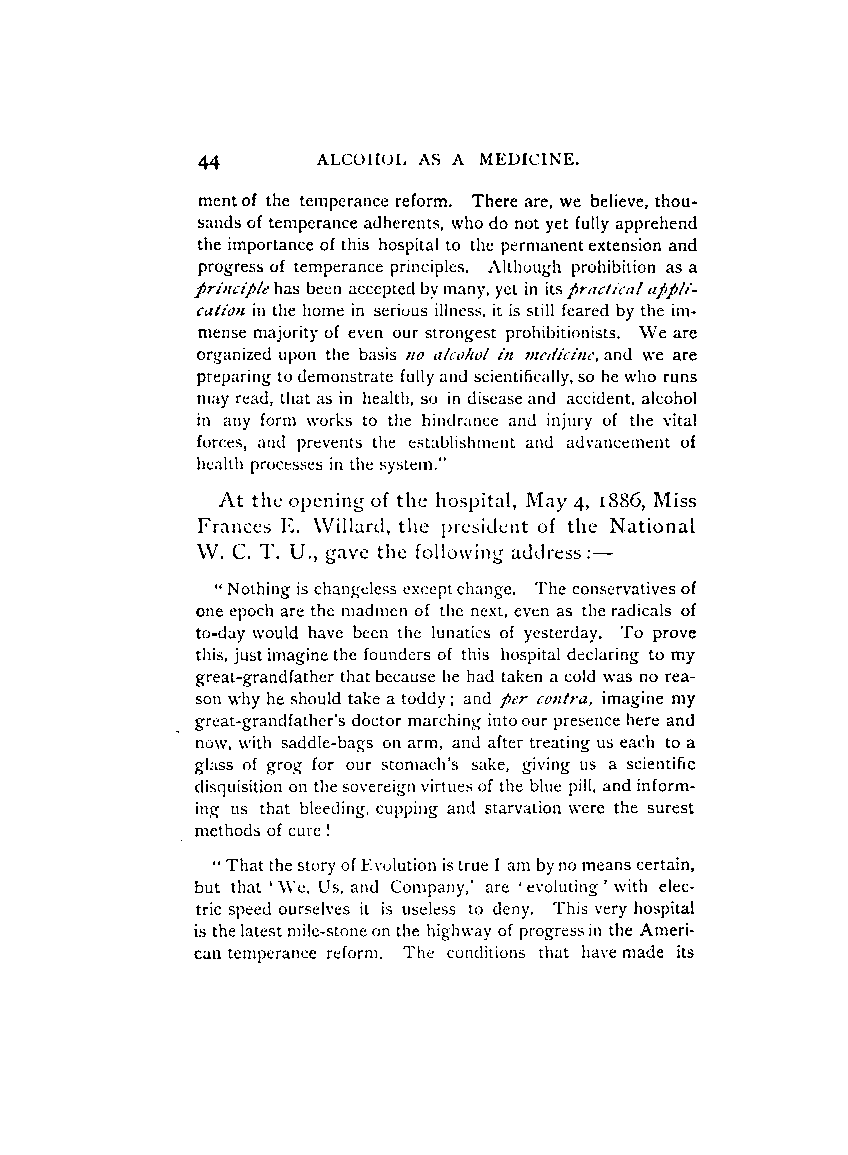 44 ALCOHOL AS A MEDICINE.
ment of the temperance reform. There are, we believe, thou-
sands of temperance adherents, who do not yet fully apprehend
the importance of this hospital to the permanent extension and
progress of temperance principles. Although prohibition as a
principle has been accepted by many, yet in its practical appli-
cation in the home in serious illness, it is still feared by the im-
mense majority of even our strongest prohibitionists. We are
organized upon the basis no alcohol in medicine, and we are
preparing to demonstrate fully and scientifically, so he who runs
may read, that as in health, so in disease and accident, alcohol
in any form works to the hindrance and injury of the vital
forces, and prevents the establishment and advancement of
health processes in the system."
At the opening of the hospital, May 4, 1886, Miss
Frances E. Willard, the president of the National
W. C. T. U., gave the following address :—
"Nothing is changeless except change. The conservatives of
one epoch are the madmen of the next, even as the radicals of
to-day would have been the lunatics of yesterday. To prove
this, just imagine the founders of this hospital declaring to my
great-grandfather that because he had taken a cold was no rea-
son why he should take a toddy; and per contra, imagine my
great-grandfather's doctor marching into our presence here and
now, with saddle-bags on arm, and after treating us each to a
glass of grog for our stomach's sake, giving us a scientific
disquisition on the sovereign virtues of the blue pill, and inform-
ing us that bleeding, cupping and starvation were the surest
methods of cure!
"That the story of Evolution is true I am by no means certain,
but that 'We, Us, and Company,' are 'evoluting' with elec-
tric speed ourselves it is useless to deny. This very hospital
is the latest mile-stone on the highway of progress in the Ameri-
can temperance reform. The conditions that have made its